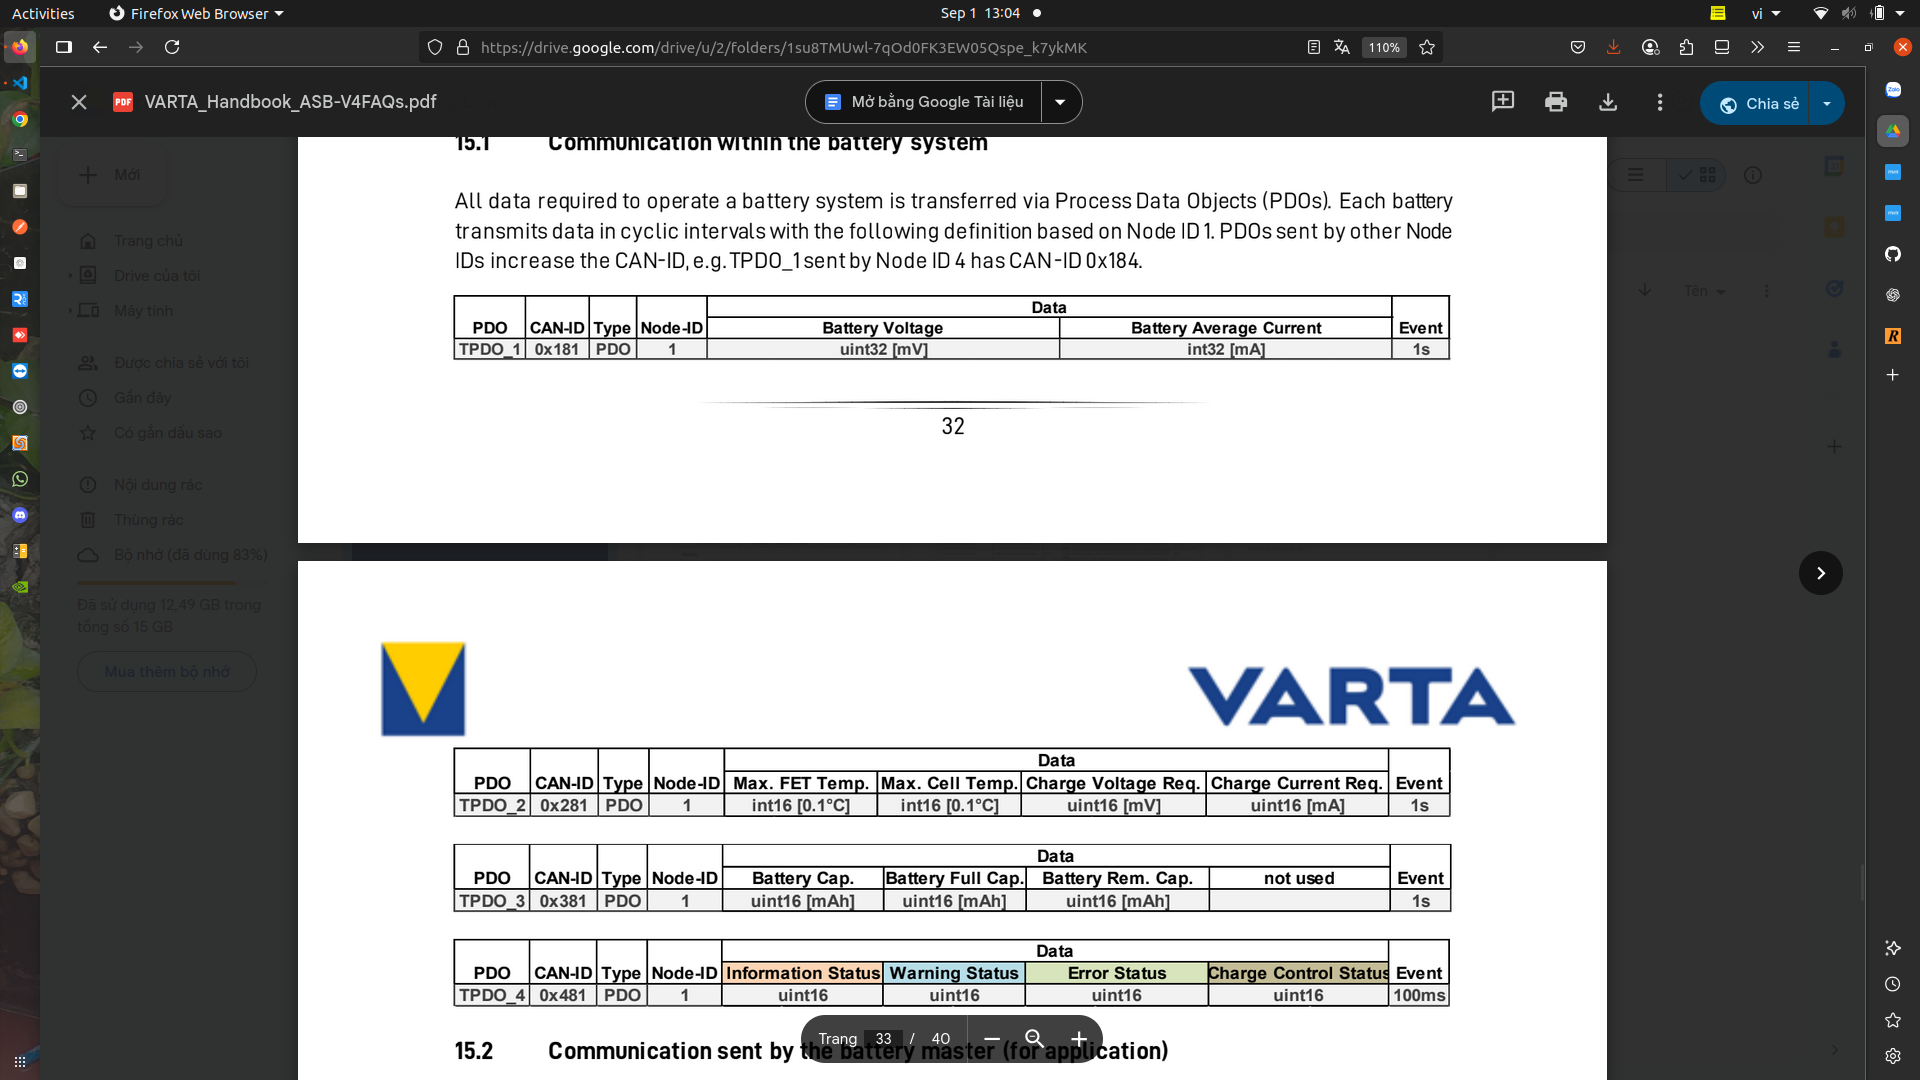 Activities
Firefox Web Browser
Sep 1 13:04
vi
https://drive.google.com/drive/u/2/folders/1su8TMUwl-7qOd0FK3EW05Qspe_k7ykMK
110%
PDF VARTA_Handbook_ASB-V4FAQs.pdf
Mở bằng Google Tài liệu
Chia sẻ
Mới
Trang chủ
Drive của tôi
Máy tính
Được chia sẻ với tôi
Gần đây
Có gắn dấu sao
Nội dung rác
Thùng rác
Bộ nhớ (đã dùng 83%)
Đã sử dụng 12,49 GB trong
tổng số 15 GB
Mua thêm bộ nhớ
Tên
Zalo
15.1 Communication within the battery system
All data required to operate a battery system is transferred via Process Data Objects (PDOs). Each battery
transmits data in cyclic intervals with the following definition based on Node ID 1. PDOs sent by other Node
IDs increase the CAN-ID, e.g. TPDO_1 sent by Node ID 4 has CAN-ID 0x184.
Data
PDO CAN-ID Type Node-ID Battery Voltage Battery Average Current Event
TPDO_1 0x181 PDO 1 uint32 [mV] int32 [mA] 1s
32
VARTA
Data
PDO CAN-ID Type Node-ID Max. FET Temp. Max. Cell Temp. Charge Voltage Req. Charge Current Req. Event
TPDO_2 0x281 PDO 1 int16 [0.1°C] int16 [0.1°C] uint16 [mV] uint16 [mA] 1s
Data
PDO CAN-ID Type Node-ID Battery Cap. Battery Full Cap. Battery Rem. Cap. not used Event
TPDO_3 0x381 PDO 1 uint16 [mAh] uint16 [mAh] uint16 [mAh] 1s
Data
PDO CAN-ID Type Node-ID Information Status Warning Status Error Status Charge Control Status Event
TPDO_4 0x481 PDO 1 uint16 uint16 uint16 uint16 100ms
15.2 Communication sent by the battery master (for application)
Trang 33 / 40